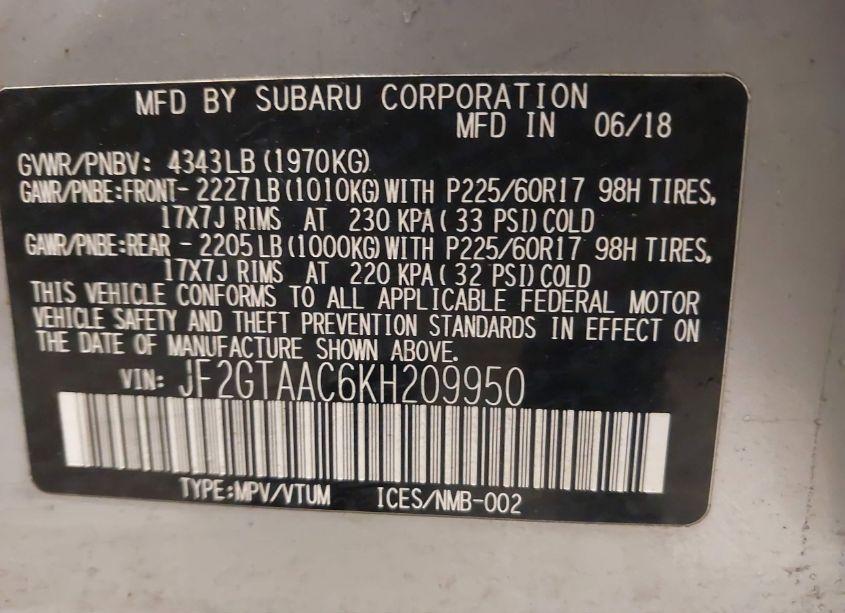 MFD BY SUBARU CORPORATION
MFD IN 06/18
GVWR/PNBV: 4343LB (1970KG)
GAWR/PNBE:FRONT- 2227LB (1010KG) WITH P225/60R17 98H TIRES,
17X7J RIMS AT 230 KPA ( 33 PSI) COLD
GAWR/PNBE:REAR - 2205LB (1000KG) WITH P225/60R17 98H TIRES,
17X7J RIMS AT 220 KPA ( 32 PSI) COLD
THIS VEHICLE CONFORMS TO ALL APPLICABLE FEDERAL MOTOR
VEHICLE SAFETY AND THEFT PREVENTION STANDARDS IN EFFECT ON
THE DATE OF MANUFACTURE SHOWN ABOVE.
VIN: JF2GTAAC6KH209950
TYPE:MPV/VTUM ICES/NMB-002